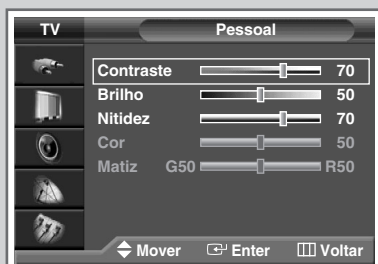 TV Pessoal
Contraste 70
Brilho 50
Nitidez 70
Cor 50
Matiz G50 R50
Mover Enter Voltar